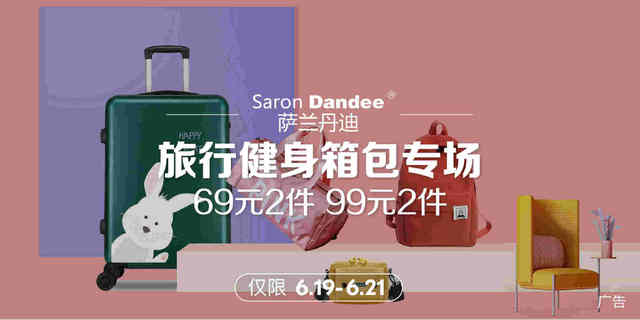 Saron Dandee®
萨兰丹迪
HAPPY
旅行健身箱包专场
69元2件 99元2件
仅限 6.19-6.21
广告